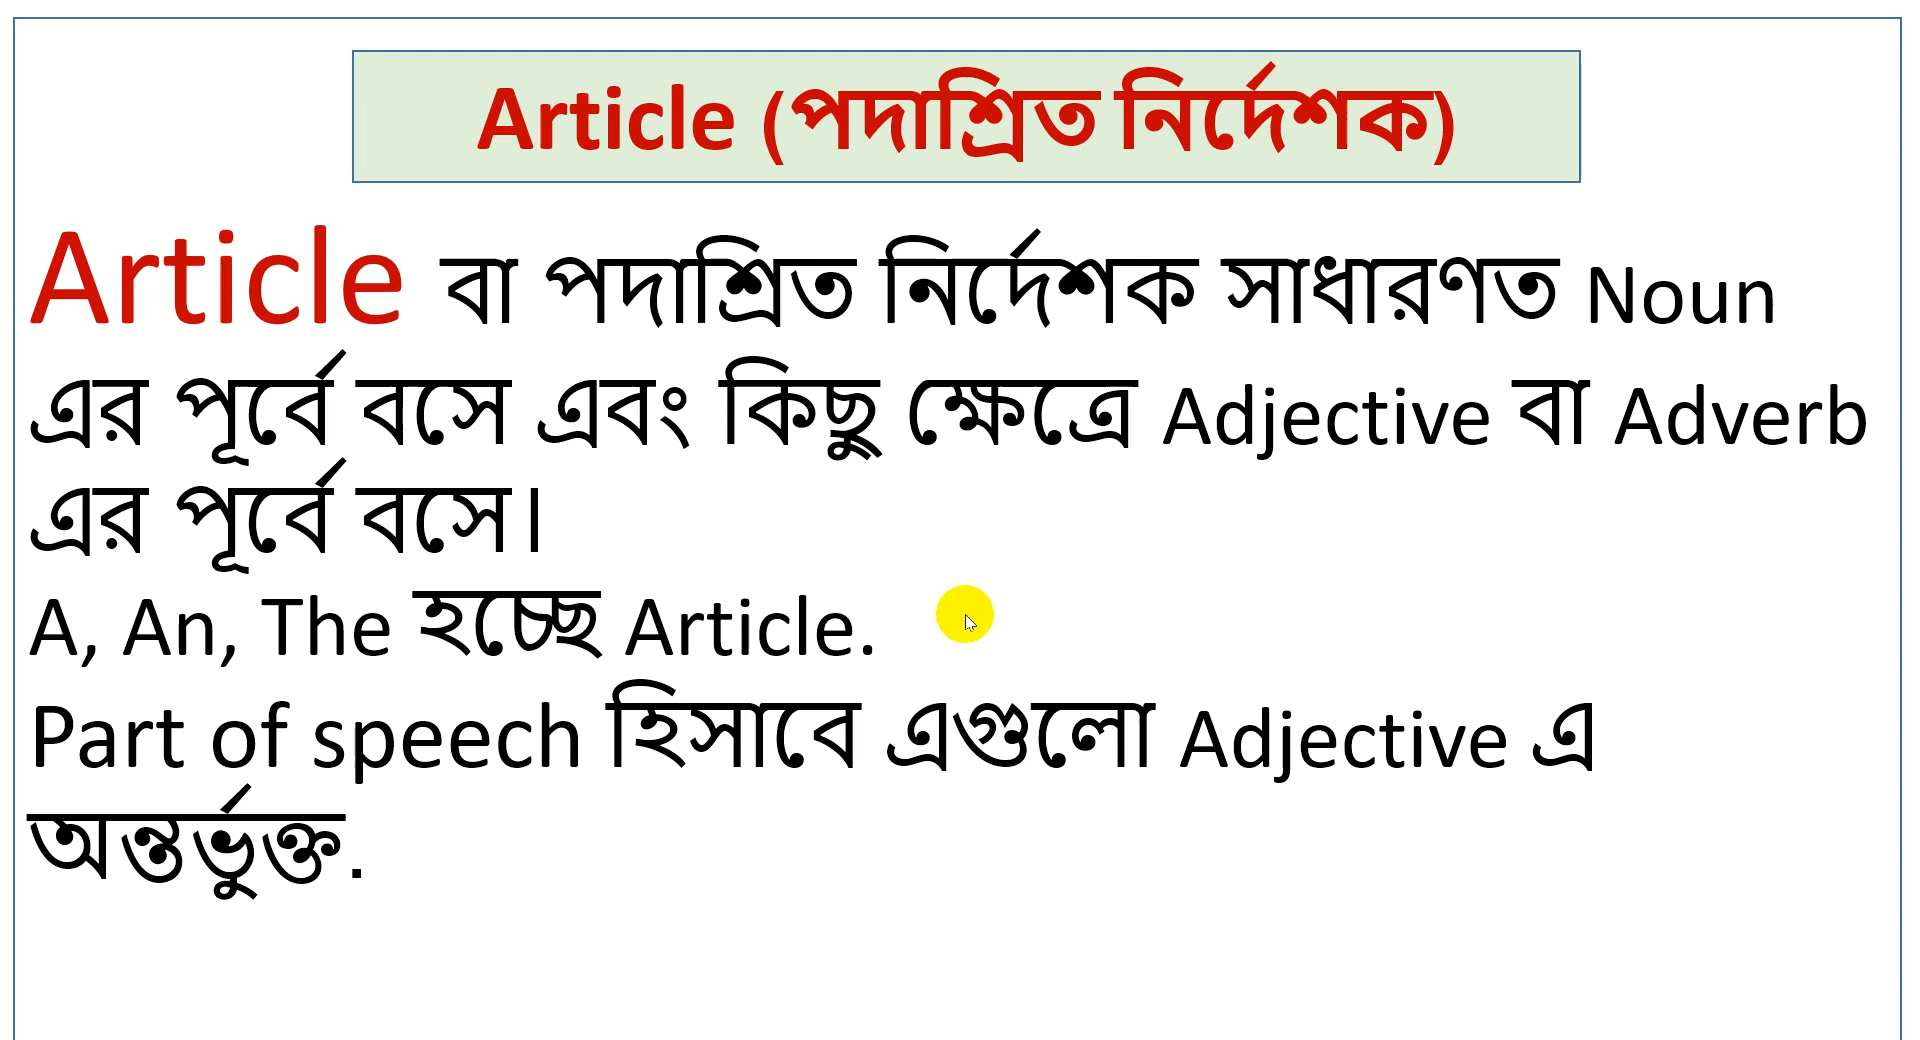 Article (পদাশ্রিত নির্দেশক)
Article বা পদাশ্রিত নির্দেশক সাধারণত Noun
এর পূর্বে বসে এবং কিছু ক্ষেত্রে Adjective বা Adverb
এর পূর্বে বসে।
A, An, The হচ্ছে Article.
Part of speech হিসাবে এগুলো Adjective এ
অন্তর্ভুক্ত.